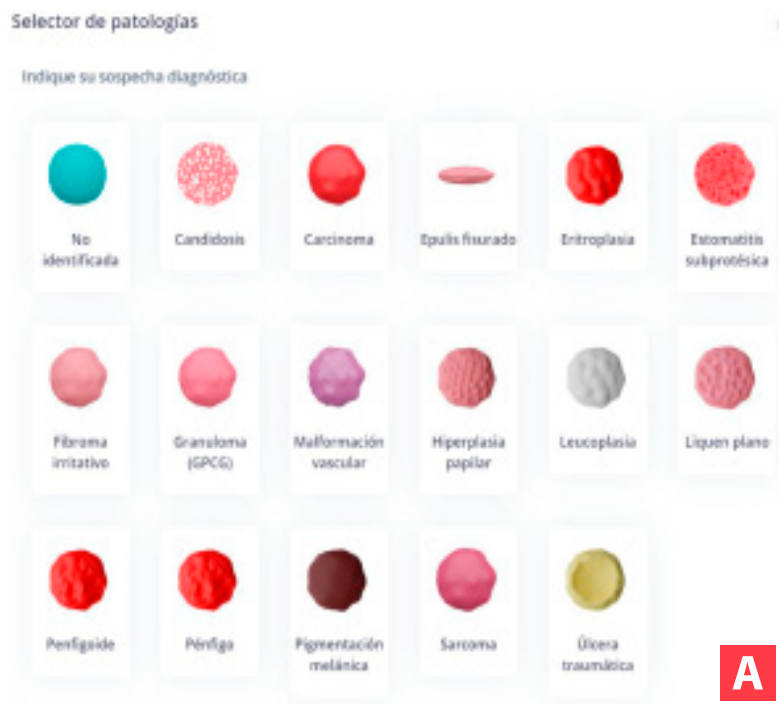 Selector de patologías
Indique su sospecha diagnóstica
No
identificada
Candidosis
Carcinoma
Epulis fisurado
Eritroplasia
Estomatitis
subprotésica
Fibroma
irritativo
Granuloma
(GPCG)
Malformación
vascular
Hiperplasia
papilar
Leucoplasia
Liquen plano
Penfigoide
Pénfigo
Pigmentación
melánica
Sarcoma
Úlcera
traumática
A